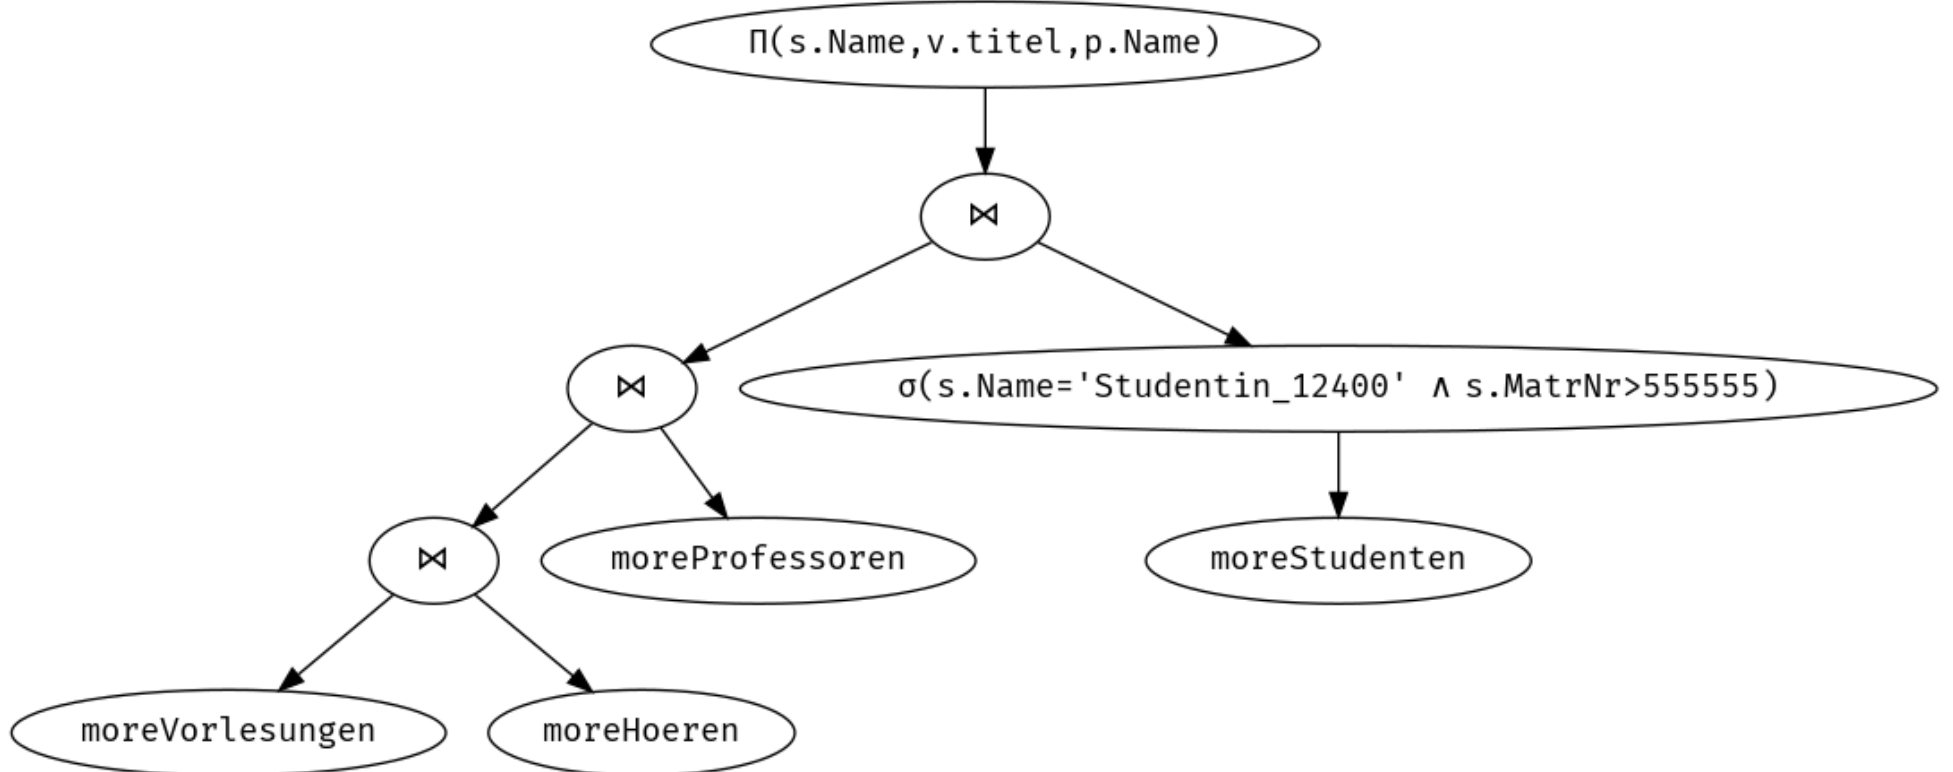 Π(s.Name,v.titel,p.Name)
⋈
⋈
σ(s.Name='Studentin_12400' ∧ s.MatrNr>555555)
⋈
moreProfessoren
moreStudenten
moreVorlesungen
moreHoeren